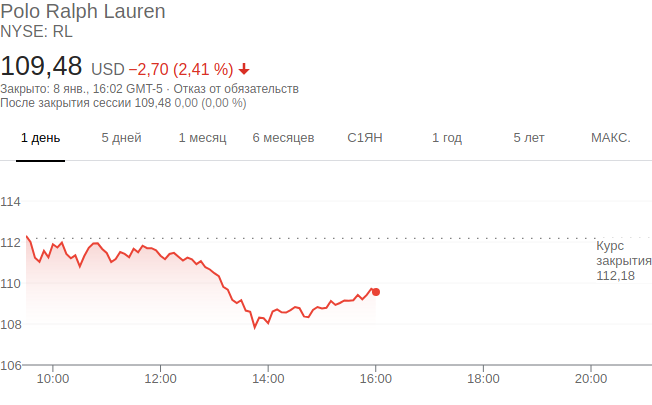 Polo Ralph Lauren
NYSE: RL
109,48 USD −2,70 (2,41 %)
Закрыто: 8 янв., 16:02 GMT-5 · Отказ от обязательств
После закрытия сессии 109,48 0,00 (0,00 %)
1 день 5 дней 1 месяц 6 месяцев С1ЯН 1 год 5 лет МАКС.
114
112
Курс
закрытия
112,18
110
108
106
10:00 12:00 14:00 16:00 18:00 20:00